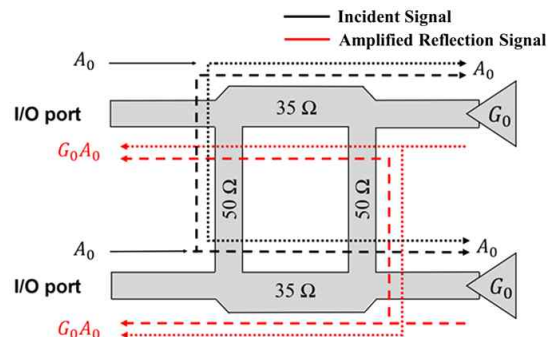 Incident Signal
Amplified Reflection Signal
A₀
A₀
35 Ω
I/O port
G₀
G₀A₀
50 Ω
50 Ω
A₀
A₀
I/O port
35 Ω
G₀
G₀A₀